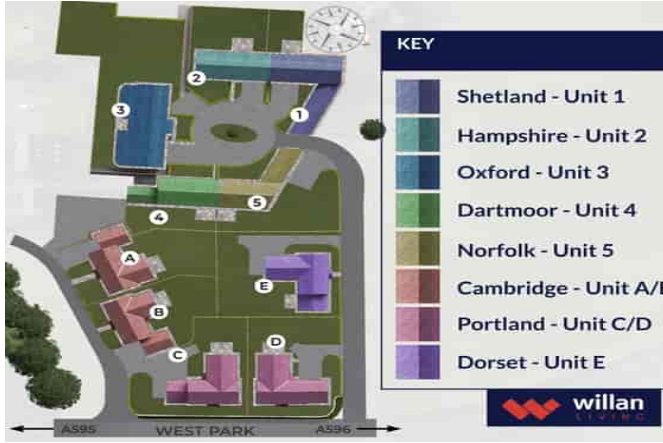 KEY
Shetland - Unit 1
Hampshire - Unit 2
Oxford - Unit 3
Dartmoor - Unit 4
Norfolk - Unit 5
Cambridge - Unit A/
Portland - Unit C/D
Dorset - Unit E
willan
LIVING
2
1
3
4
5
A
B
E
C
D
A595
WEST PARK
A596